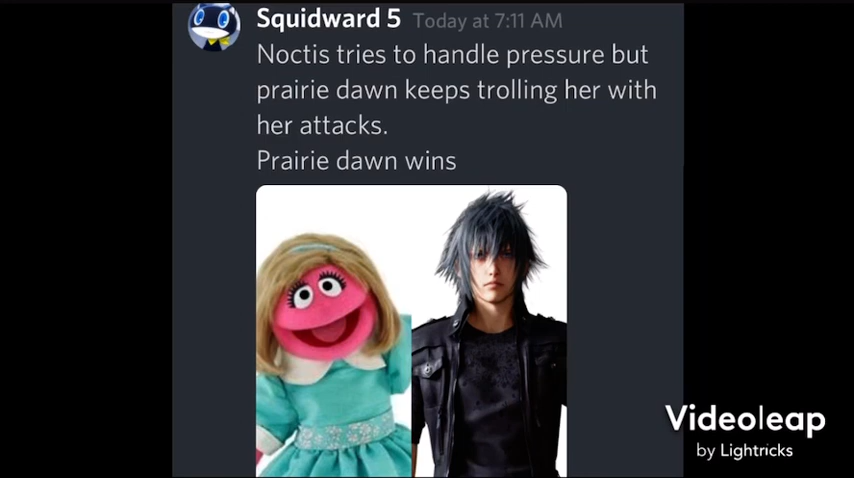 Squidward 5 Today at 7:11 AM
Noctis tries to handle pressure but
prairie dawn keeps trolling her with
her attacks.
Prairie dawn wins
Videoleap
by Lightricks